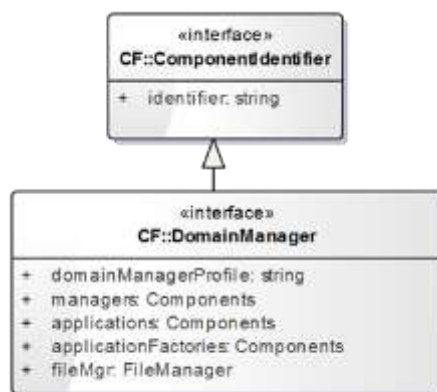 «interface»
CF::ComponentIdentifier
+ identifier: string
«interface»
CF::DomainManager
+ domainManagerProfile: string
+ managers: Components
+ applications: Components
+ applicationFactories: Components
+ fileMgr: FileManager